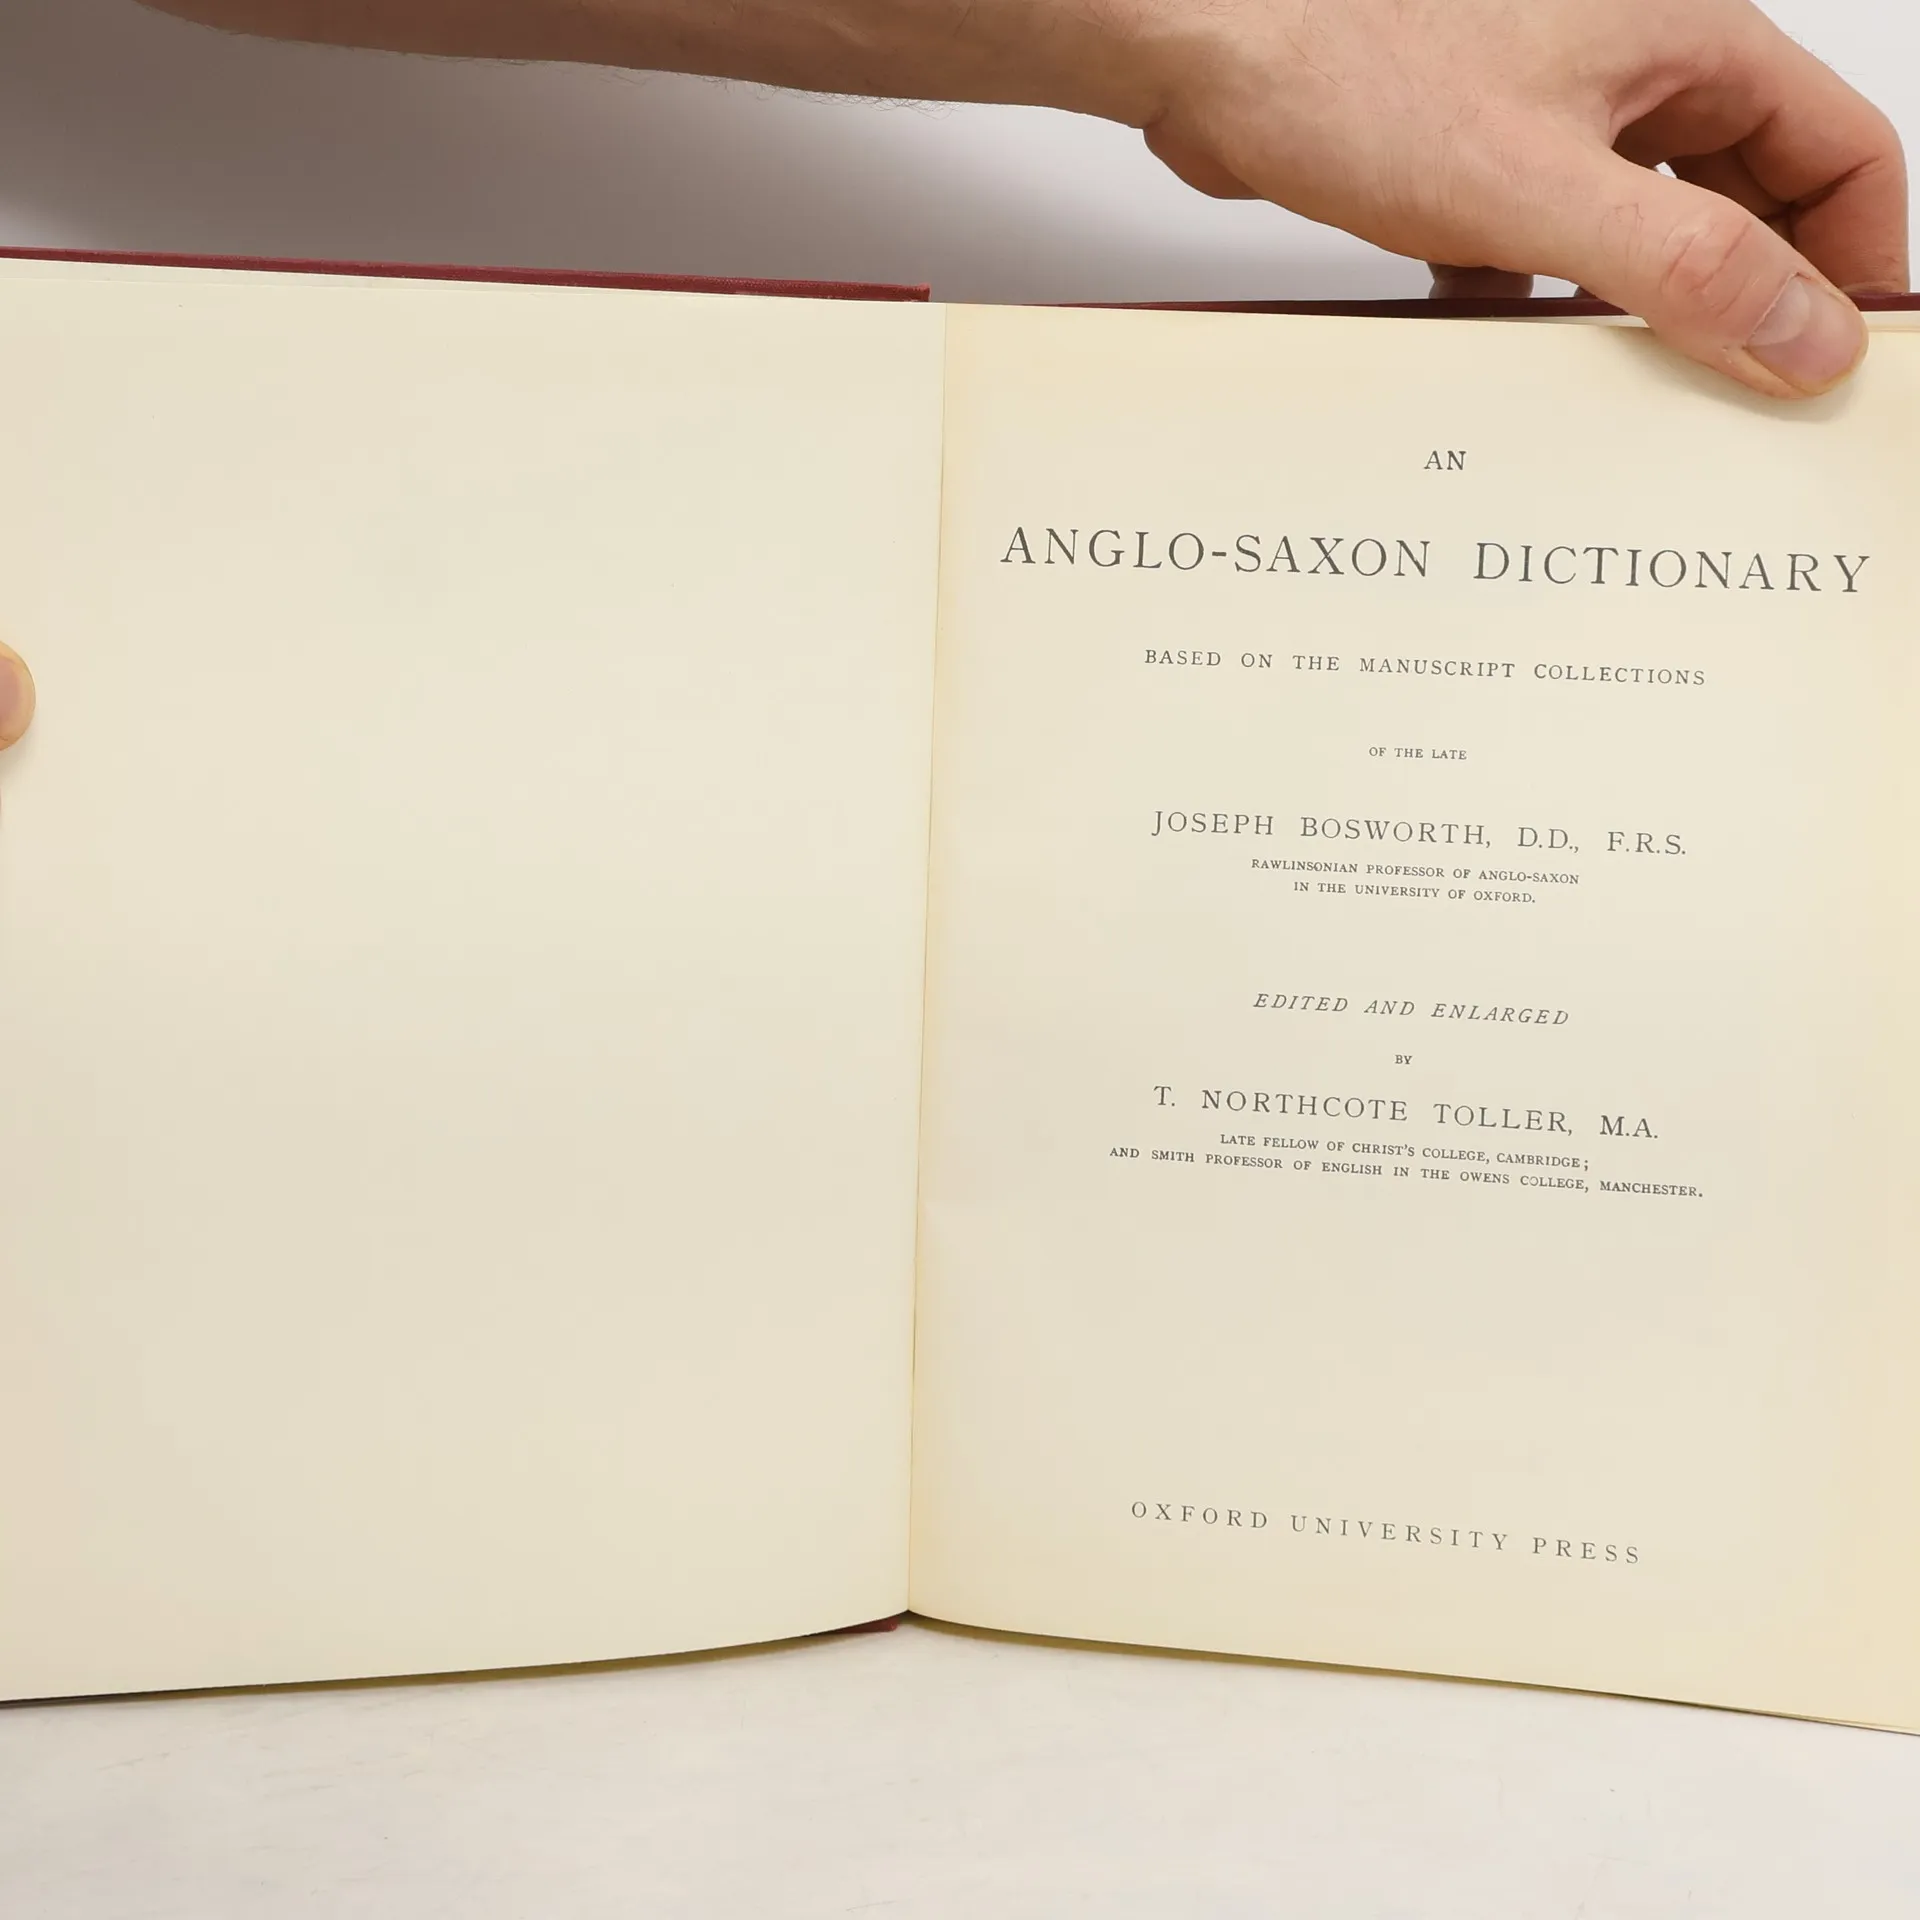 AN
ANGLO-SAXON DICTIONARY
BASED ON THE MANUSCRIPT COLLECTIONS
OF THE LATE
JOSEPH BOSWORTH, D.D., F.R.S.
RAWLINSONIAN PROFESSOR OF ANGLO-SAXON
IN THE UNIVERSITY OF OXFORD.
EDITED AND ENLARGED
BY
T. NORTHCOTE TOLLER, M.A.
LATE FELLOW OF CHRIST'S COLLEGE, CAMBRIDGE;
AND SMITH PROFESSOR OF ENGLISH IN THE OWENS COLLEGE, MANCHESTER.
OXFORD UNIVERSITY PRESS